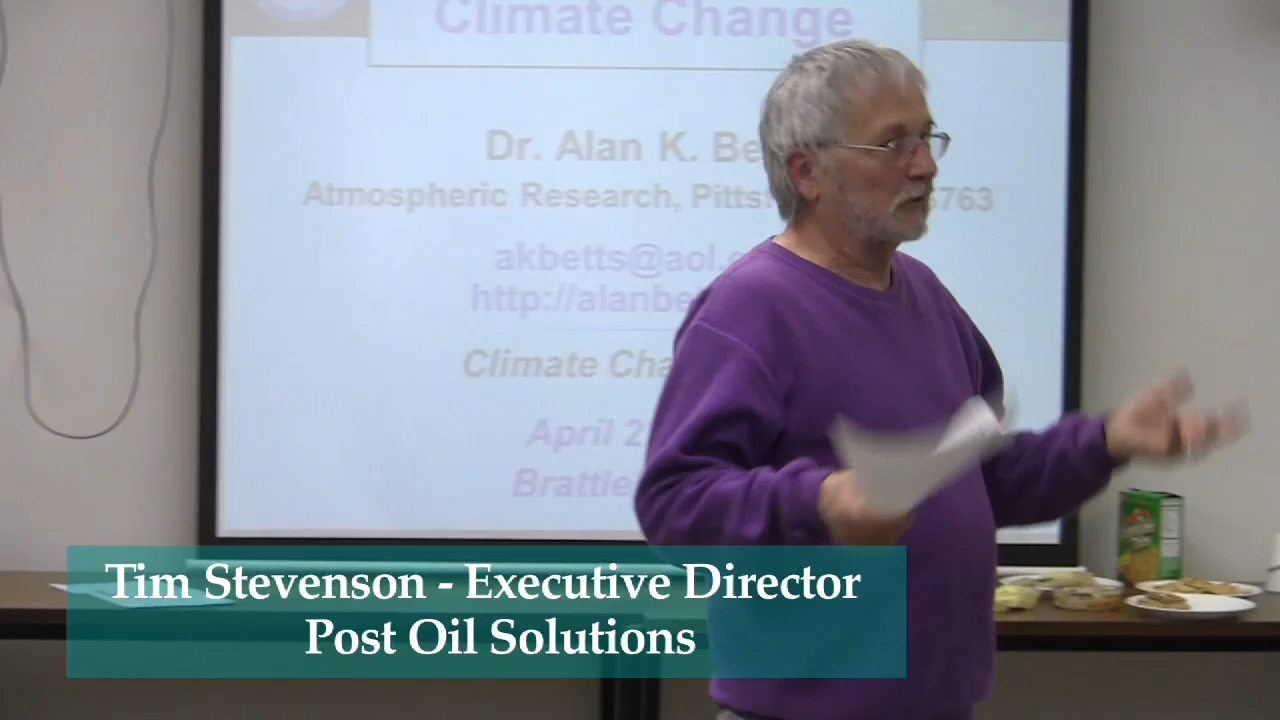 Climate Change
Dr. Alan K. Be
Atmospheric Research, Pitts 763
akbetts@aol.
http://alanbe
Climate Cha
April 2
Brattle
Tim Stevenson - Executive Director
Post Oil Solutions